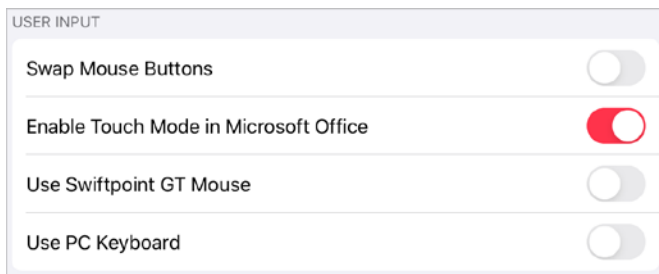 USER INPUT
Swap Mouse Buttons
Enable Touch Mode in Microsoft Office
Use Swiftpoint GT Mouse
Use PC Keyboard